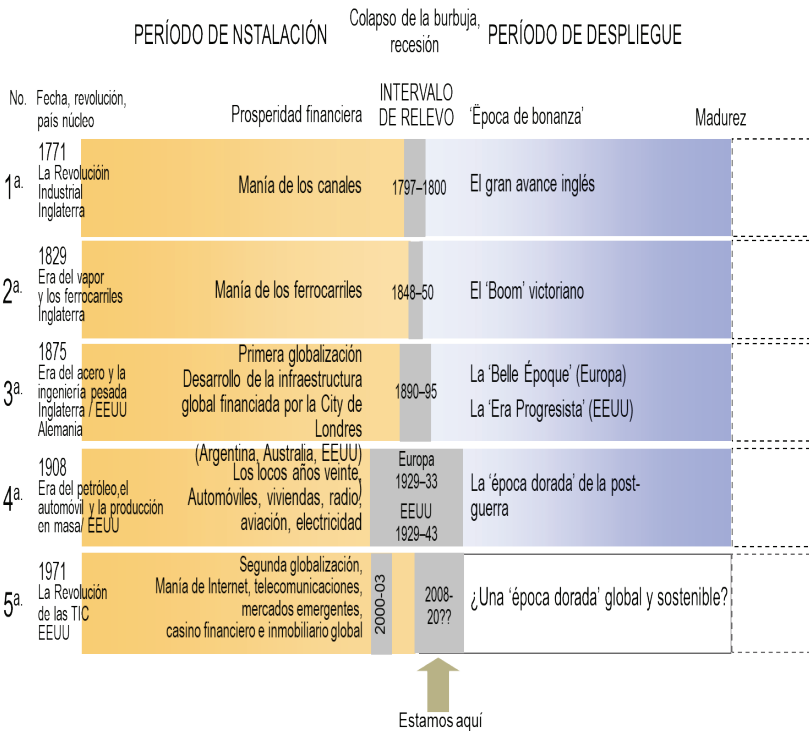 PERÍODO DE NSTALACIÓN
Colapso de la burbuja,
recesión
PERÍODO DE DESPLIEGUE
No.
Fecha, revolución,
país núcleo
Prosperidad financiera
INTERVALO
DE RELEVO
'Ëpoca de bonanza'
Madurez
1ª.
1771
La Revolucióin
Industrial
Inglaterra
Manía de los canales
1797–1800
El gran avance inglés
2ª.
1829
Era del vapor
y los ferrocarriles
Inglaterra
Manía de los ferrocarriles
1848–50
El 'Boom' victoriano
3ª.
1875
Era del acero y la
ingeniería pesada
Inglaterra / EEUU
Alemania
Primera globalización
Desarrollo de la infraestructura
global financiada por la City de
Londres
(Argentina, Australia, EEUU)
1890–95
La 'Belle Époque' (Europa)
La 'Era Progresista' (EEUU)
4ª.
1908
Era del petróleo,el
automóvil y la producción
en masa/ EEUU
Los locos años veinte,
Automóviles, viviendas, radio,
aviación, electricidad
Europa
1929–33
EEUU
1929–43
La 'época dorada' de la post-
guerra
5ª.
1971
La Revolución
de las TIC
EEUU
Segunda globalización,
Manía de Internet, telecomunicaciones,
mercados emergentes,
casino financiero e inmobiliario global
2000-03
2008-
20??
¿Una 'época dorada' global y sostenible?
Estamos aquí